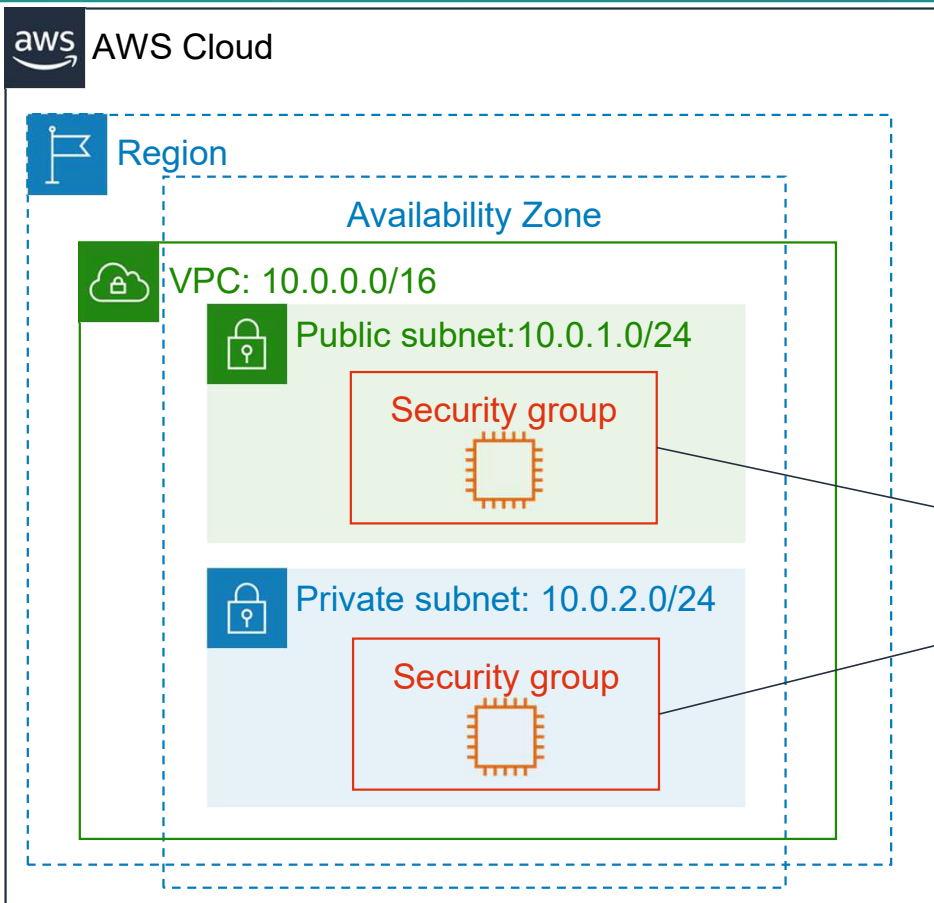 aws AWS Cloud
Region
Availability Zone
VPC: 10.0.0.0/16
Public subnet:10.0.1.0/24
Security group
Private subnet: 10.0.2.0/24
Security group